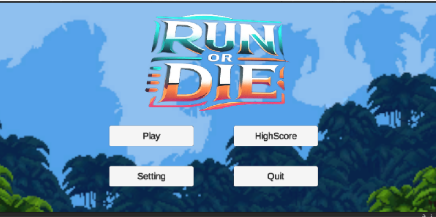 RUN
OR
DIE
Play
HighScore
Setting
Quit